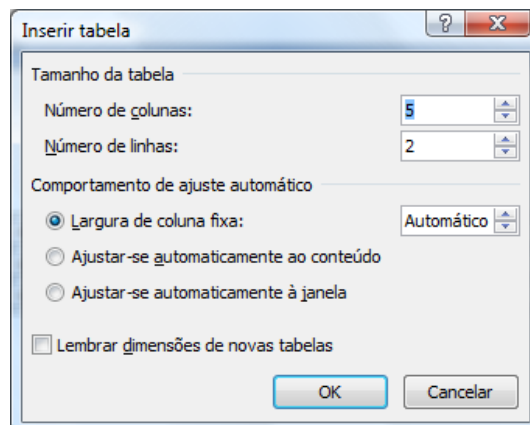 Inserir tabela
Tamanho da tabela
Número de colunas: 5
Número de linhas: 2
Comportamento de ajuste automático
Largura de coluna fixa: Automático
Ajustar-se automaticamente ao conteúdo
Ajustar-se automaticamente à janela
Lembrar dimensões de novas tabelas
OK Cancelar